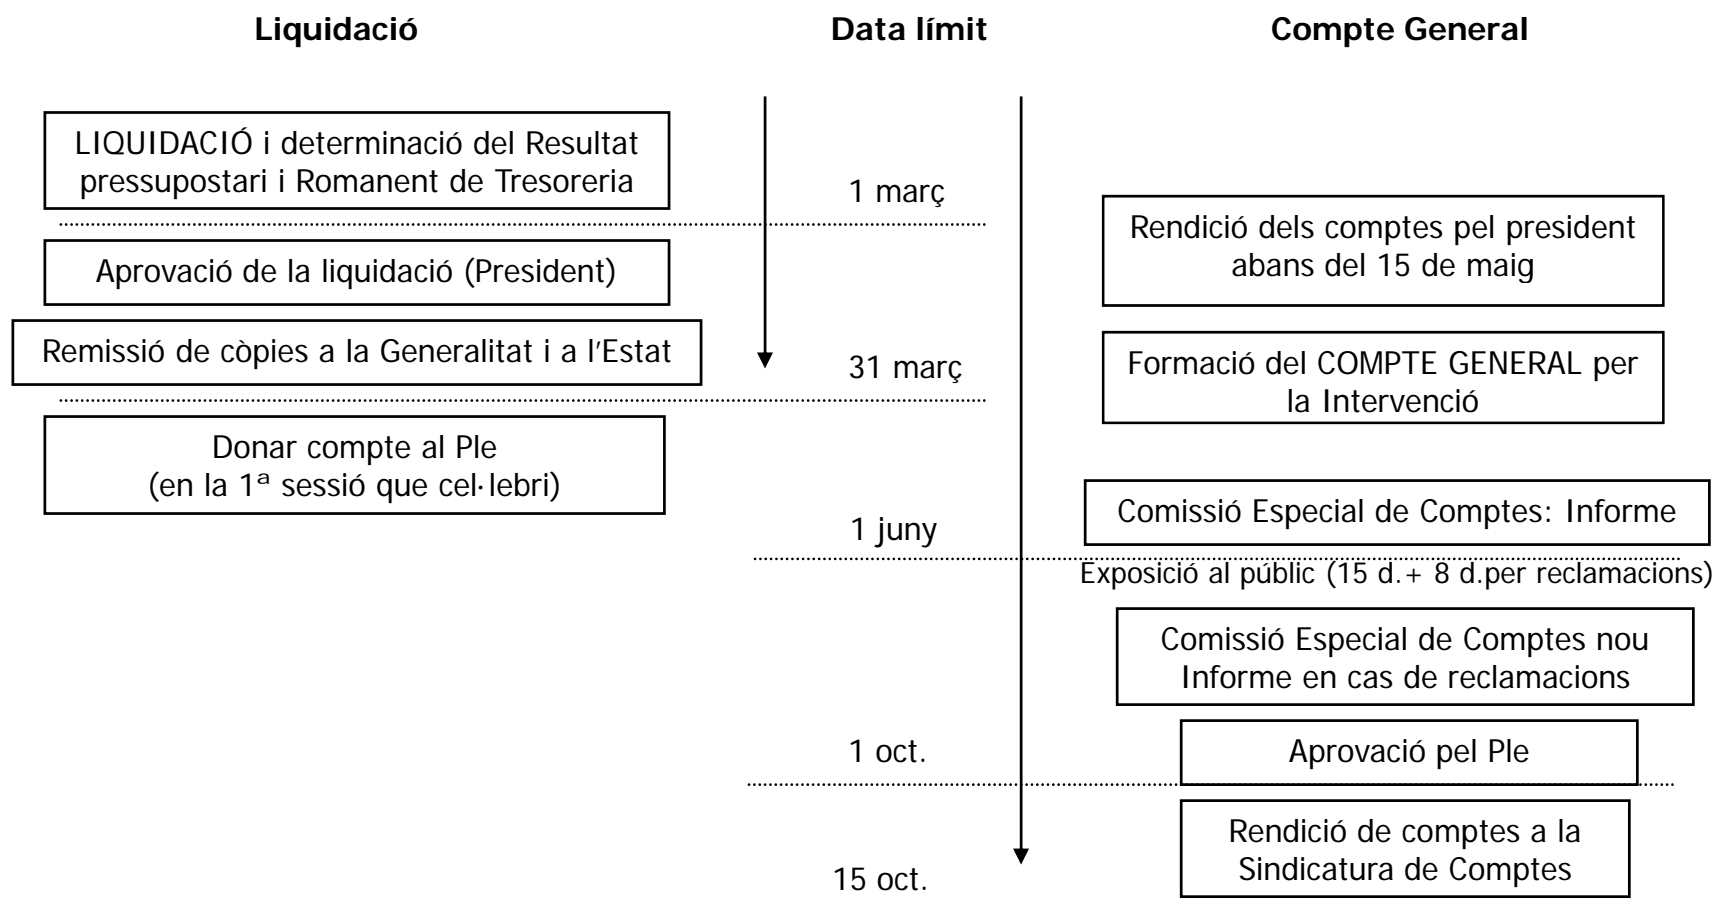 Liquidació
Data límit
Compte General
LIQUIDACIÓ i determinació del Resultat
pressupostari i Romanent de Tresoreria
1 març
Aprovació de la liquidació (President)
Remissió de còpies a la Generalitat i a l'Estat
31 març
Donar compte al Ple
(en la 1ª sessió que cel·lebri)
Rendició dels comptes pel president
abans del 15 de maig
Formació del COMPTE GENERAL per
la Intervenció
1 juny
Comissió Especial de Comptes: Informe
Exposició al públic (15 d.+ 8 d.per reclamacions)
Comissió Especial de Comptes nou
Informe en cas de reclamacions
1 oct.
Aprovació pel Ple
Rendició de comptes a la
Sindicatura de Comptes
15 oct.